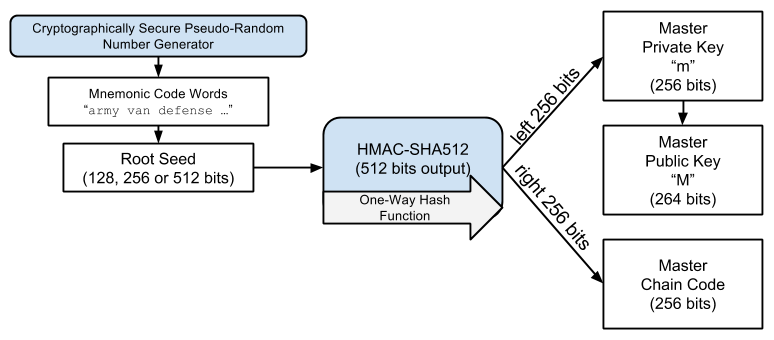 Cryptographically Secure Pseudo-Random
Number Generator
Mnemonic Code Words
“army van defense …”
Root Seed
(128, 256 or 512 bits)
HMAC-SHA512
(512 bits output)
One-Way Hash
Function
left 256 bits
right 256 bits
Master
Private Key
“m”
(256 bits)
Master
Public Key
“M”
(264 bits)
Master
Chain Code
(256 bits)